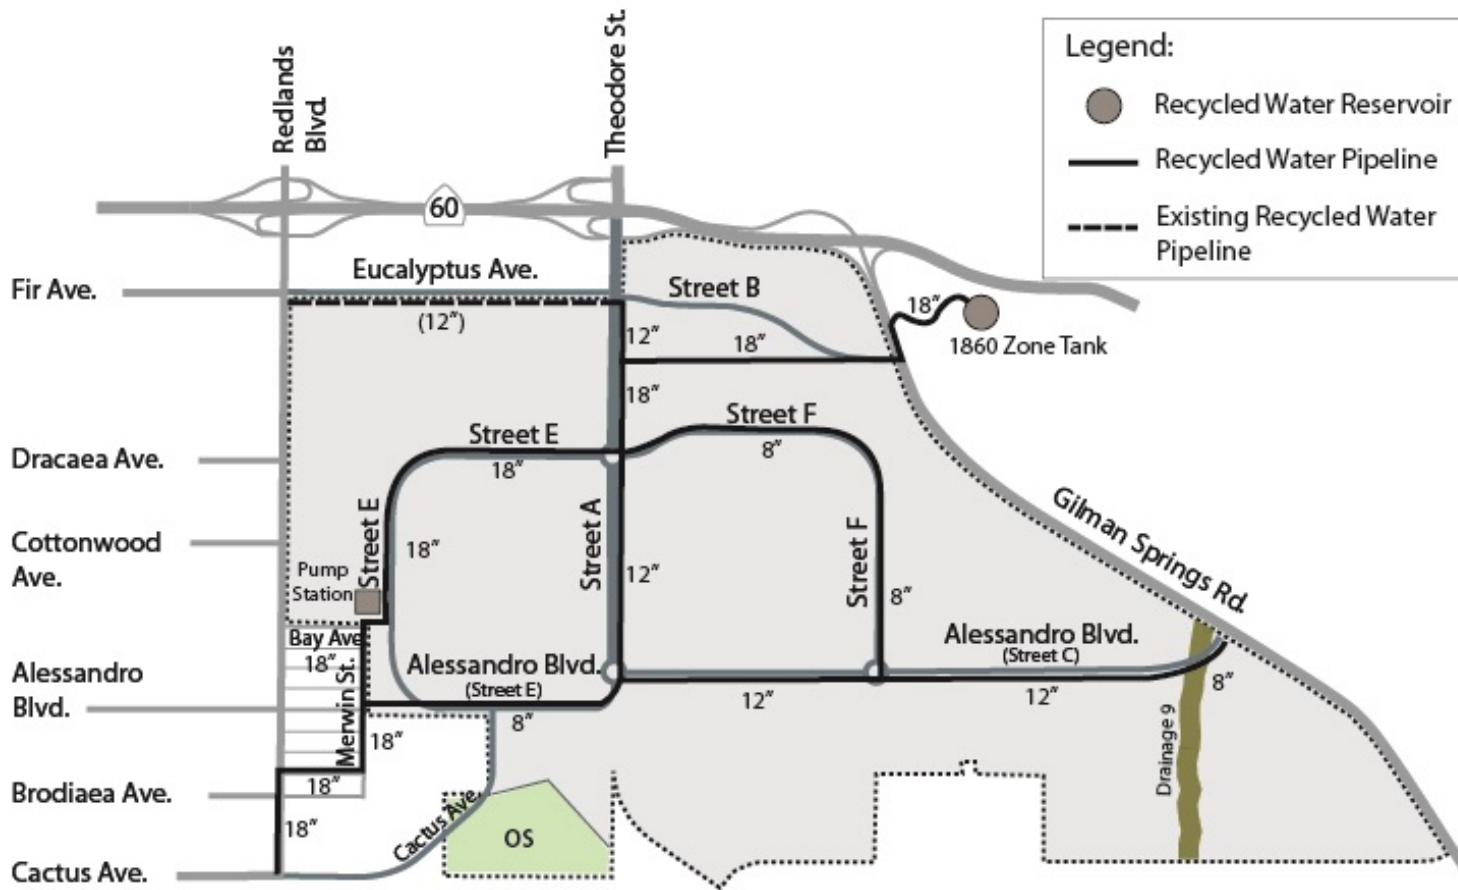 Redlands
Blvd.
Theodore St.
Legend:
Recycled Water Reservoir
Recycled Water Pipeline
Existing Recycled Water
Pipeline
60
Fir Ave.
Eucalyptus Ave.
(12”)
Street B
12”
18”
18”
1860 Zone Tank
18”
Street E
18”
Street F
8”
Dracaea Ave.
Cottonwood
Ave.
Street E
18”
Street A
12”
Street F
8”
Gilman Springs Rd.
Pump
Station
Bay Ave
18”
Merwin St.
Alessandro
Blvd.
Alessandro Blvd.
(Street E)
8”
12”
Alessandro Blvd.
(Street C)
12”
8”
18”
Drainage 9
Brodiaea Ave.
18”
18”
Cactus Ave.
OS
Cactus Ave.